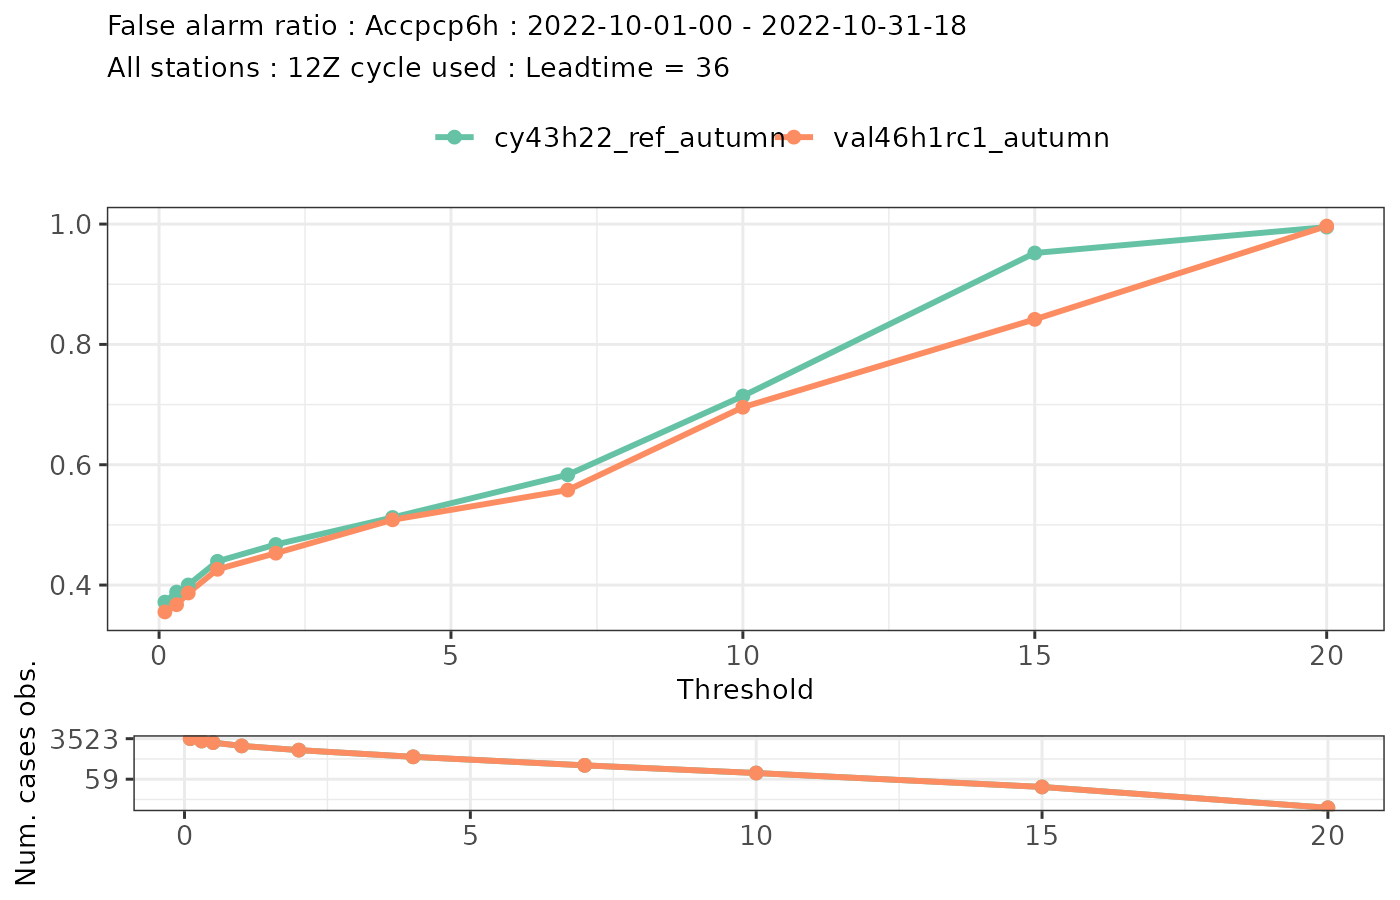 False alarm ratio : Accpcp6h : 2022-10-01-00 - 2022-10-31-18
All stations : 12Z cycle used : Leadtime = 36
cy43h22_ref_autumn val46h1rc1_autumn
1.0
0.8
0.6
0.4
0 5 10 15 20
Threshold
Num. cases obs.
3523
59
0 5 10 15 20